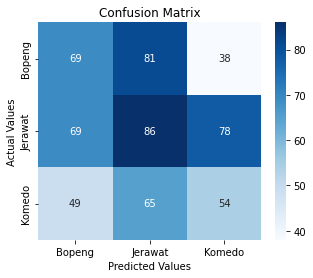 Confusion Matrix
Actual Values
Bopeng 69 81 38
Jerawat 69 86 78
Komedo 49 65 54
Bopeng Jerawat Komedo
Predicted Values
80
70
60
50
40